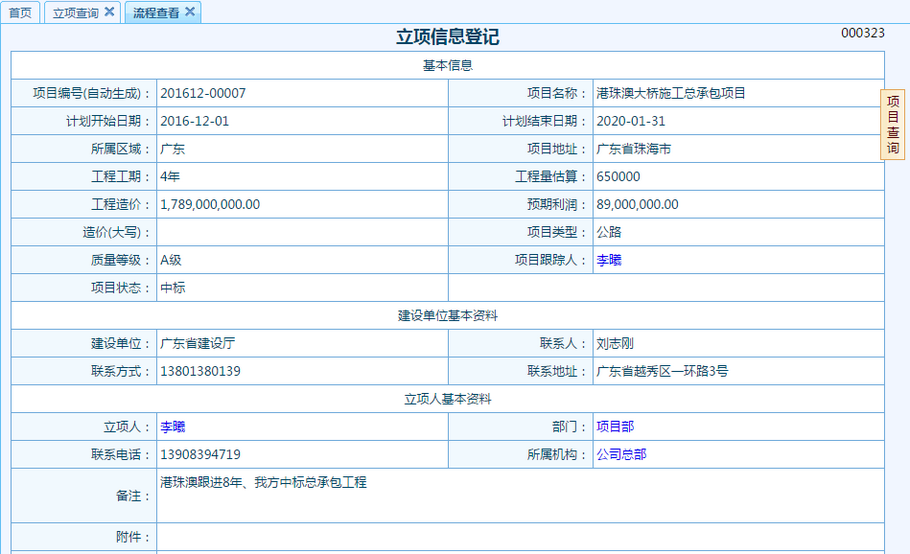 首页 立项查询 流程查看
立项信息登记 000323
基本信息
项目编号(自动生成)： 201612-00007 项目名称： 港珠澳大桥施工总承包项目
计划开始日期： 2016-12-01 计划结束日期： 2020-01-31
所属区域： 广东 项目地址： 广东省珠海市
工程工期： 4年 工程量估算： 650000
工程造价： 1,789,000,000.00 预期利润： 89,000,000.00
造价(大写)： 项目类型： 公路
质量等级： A级 项目跟踪人： 李曦
项目状态： 中标
建设单位基本资料
建设单位： 广东省建设厅 联系人： 刘志刚
联系方式： 13801380139 联系地址： 广东省越秀区一环路3号
立项人基本资料
立项人： 李曦 部门： 项目部
联系电话： 13908394719 所属机构： 公司总部
备注： 港珠澳跟进8年、我方中标总承包工程
附件：
项目查询